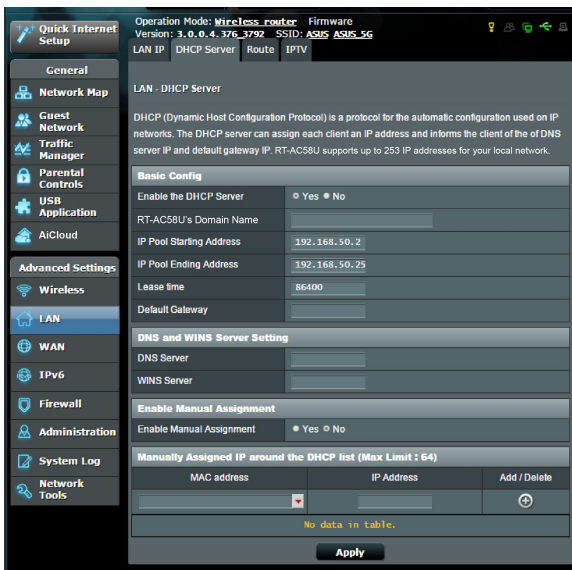 Quick Internet
Setup
General
Network Map
Guest
Network
Traffic
Manager
Parental
Controls
USB
Application
AiCloud
Advanced Settings
Wireless
LAN
WAN
IPv6
Firewall
Administration
System Log
Network
Tools
Operation Mode: Wireless router Firmware
Version: 3.0.0.4.376_3792 SSID: ASUS ASUS_5G
LAN IP DHCP Server Route IPTV
LAN - DHCP Server
DHCP (Dynamic Host Configuration Protocol) is a protocol for the automatic configuration used on IP
networks. The DHCP server can assign each client an IP address and informs the client of the of DNS
server IP and default gateway IP. RT-AC58U supports up to 253 IP addresses for your local network.
Basic Config
Enable the DHCP Server Yes No
RT-AC58U's Domain Name
IP Pool Starting Address 192.168.50.2
IP Pool Ending Address 192.168.50.25
Lease time 86400
Default Gateway
DNS and WINS Server Setting
DNS Server
WINS Server
Enable Manual Assignment
Enable Manual Assignment Yes No
Manually Assigned IP around the DHCP list (Max Limit : 64)
MAC address IP Address Add / Delete
No data in table.
Apply